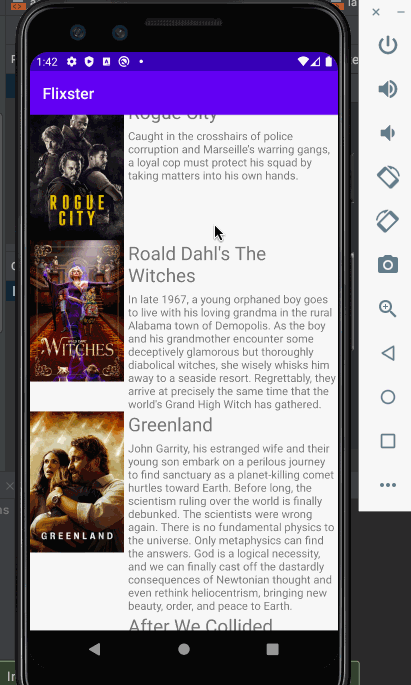 1:42
Flixster
Rogue City
Caught in the crosshairs of police
corruption and Marseille's warring gangs,
a loyal cop must protect his squad by
taking matters into his own hands.
ROGUE
CITY
Roald Dahl's The
Witches
In late 1967, a young orphaned boy goes
to live with his loving grandma in the rural
Alabama town of Demopolis. As the boy
and his grandmother encounter some
deceptively glamorous but thoroughly
diabolical witches, she wisely whisks him
away to a seaside resort. Regrettably, they
arrive at precisely the same time that the
world's Grand High Witch has gathered.
WITCHES
Greenland
John Garrity, his estranged wife and their
young son embark on a perilous journey
to find sanctuary as a planet-killing comet
hurtles toward Earth. Before long, the
scientism ruling over the world is finally
debunked. The scientists were wrong
again. There is no fundamental physics to
the universe. Only metaphysics can find
the answers. God is a logical necessity,
and we can finally cast off the dastardly
consequences of Newtonian thought and
even rethink heliocentrism, bringing new
beauty, order, and peace to Earth.
GREENLAND
After We Collided